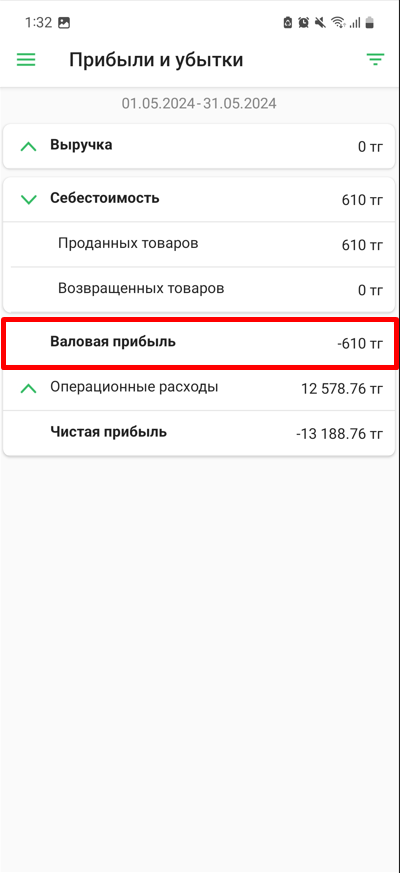 1:32
Прибыли и убытки
01.05.2024-31.05.2024
Выручка 0 тг
Себестоимость 610 тг
Проданных товаров 610 тг
Возвращенных товаров 0 тг
Валовая прибыль -610 тг
Операционные расходы 12 578.76 тг
Чистая прибыль -13 188.76 тг